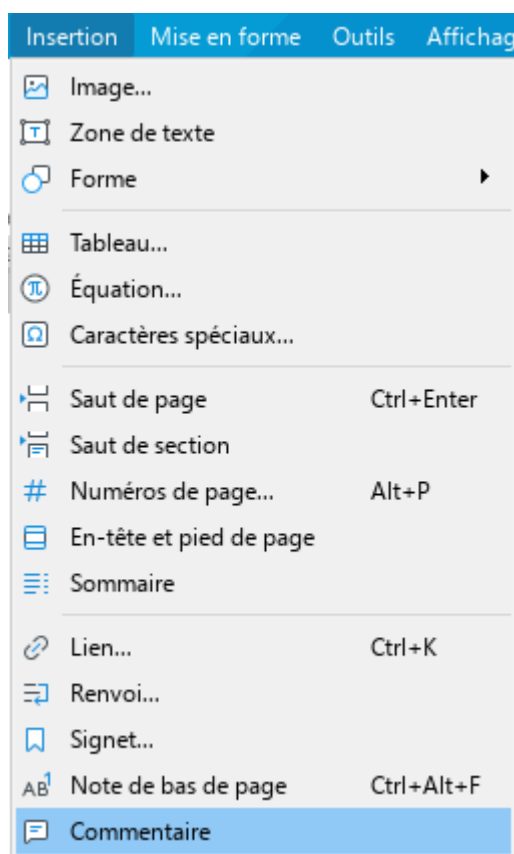 Insertion Mise en forme Outils Affichag
Image...
Zone de texte
Forme
Tableau...
Équation...
Caractères spéciaux...
Saut de page Ctrl+Enter
Saut de section
Numéros de page... Alt+P
En-tête et pied de page
Sommaire
Lien... Ctrl+K
Renvoi...
Signet...
Note de bas de page Ctrl+Alt+F
Commentaire